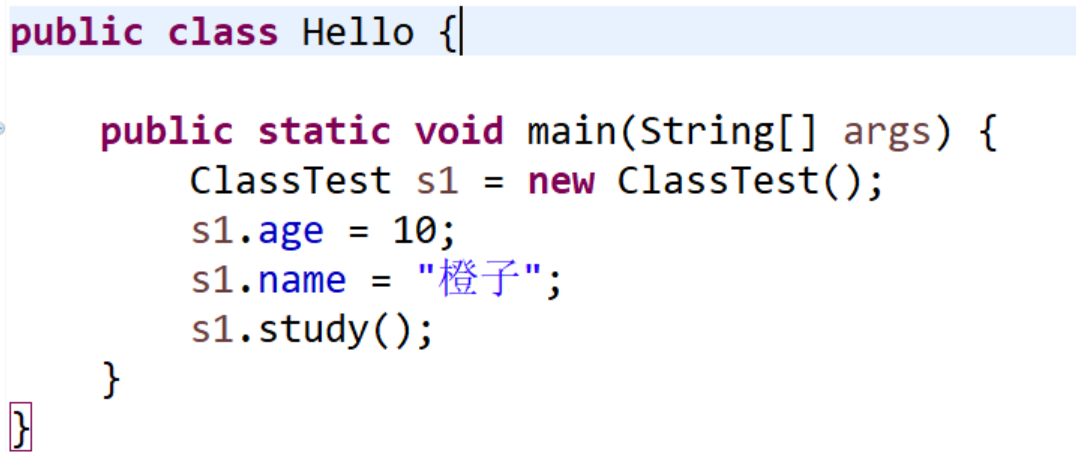 public class Hello {
public static void main(String[] args) {
ClassTest s1 = new ClassTest();
s1.age = 10;
s1.name = "橙子";
s1.study();
}
}